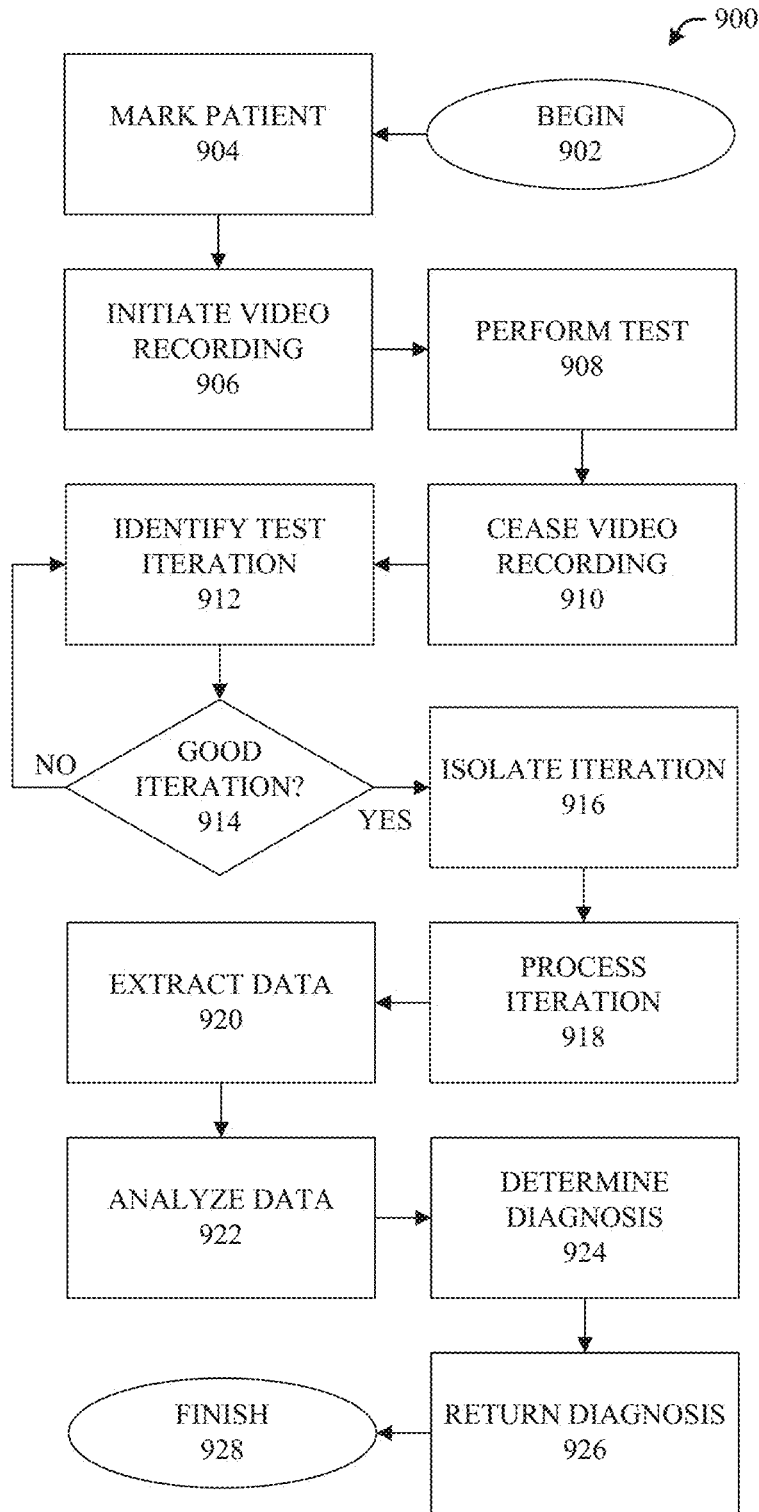 900
BEGIN
902
MARK PATIENT
904
INITIATE VIDEO
RECORDING
906
PERFORM TEST
908
CEASE VIDEO
RECORDING
910
IDENTIFY TEST
ITERATION
912
GOOD
ITERATION?
914
NO
YES
ISOLATE ITERATION
916
PROCESS
ITERATION
918
EXTRACT DATA
920
ANALYZE DATA
922
DETERMINE
DIAGNOSIS
924
RETURN DIAGNOSIS
926
FINISH
928